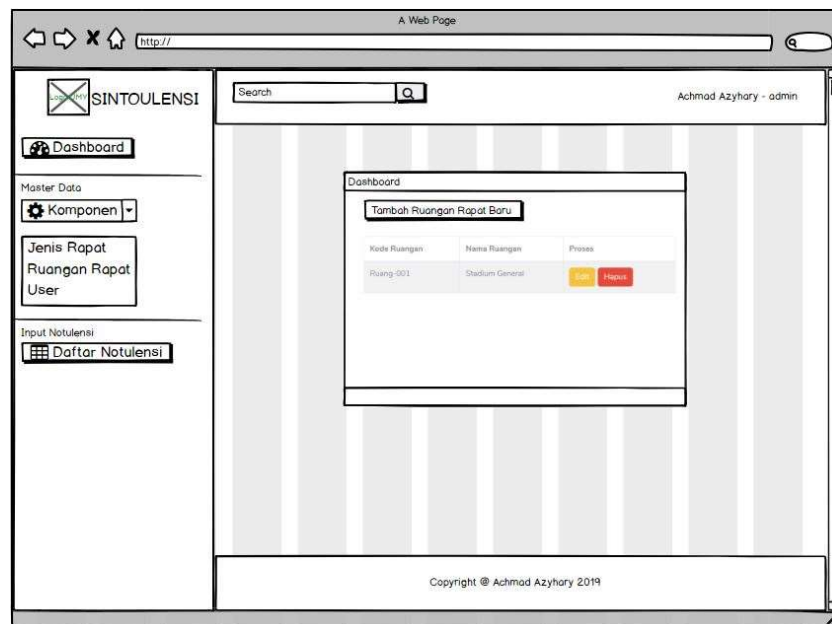 A Web Page
http://
Logo UMY
SINTOULENSI
Search
Achmad Azyhary - admin
Dashboard
Master Data
Komponen
Jenis Rapat
Ruangan Rapat
User
Input Notulensi
Daftar Notulensi
Dashboard
Tambah Ruangan Rapat Baru
Kode Ruangan Nama Ruangan Proses
Ruang-001 Stadium General Edit Hapus
Copyright @ Achmad Azyhary 2019